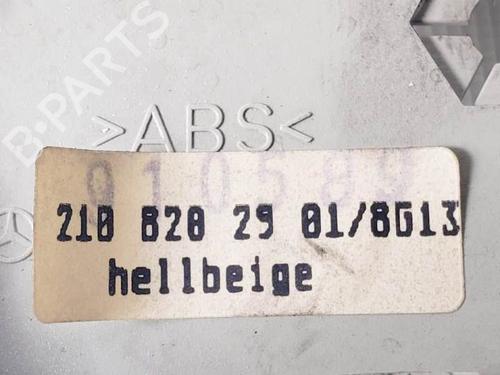 B-PARTS
>ABS<
910589
210 820 29 01/8G13
hellbeige